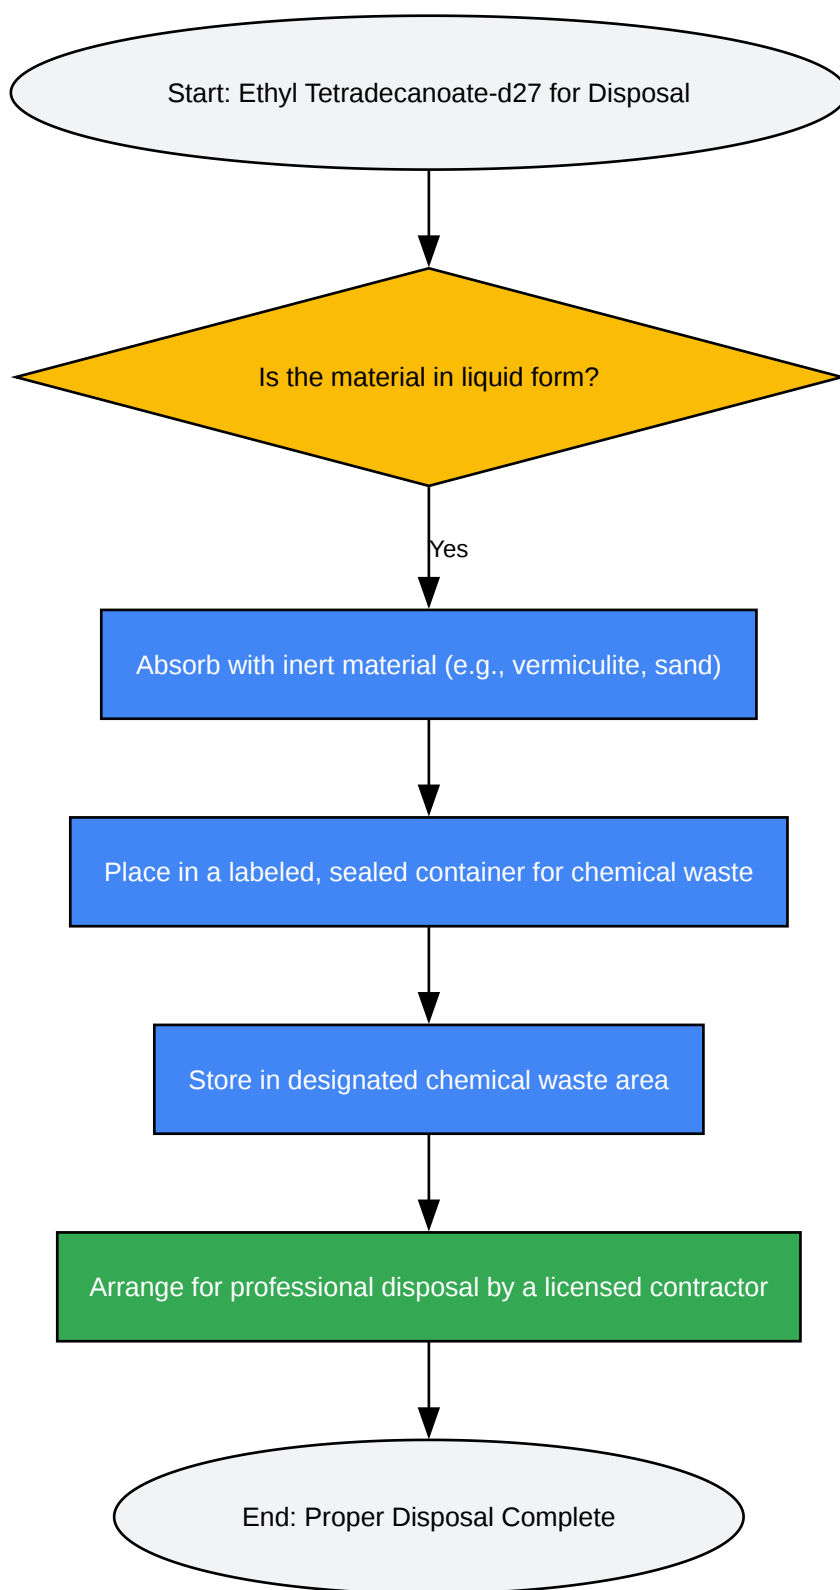 Start: Ethyl Tetradecanoate-d27 for Disposal
Is the material in liquid form?
Yes
Absorb with inert material (e.g., vermiculite, sand)
Place in a labeled, sealed container for chemical waste
Store in designated chemical waste area
Arrange for professional disposal by a licensed contractor
End: Proper Disposal Complete